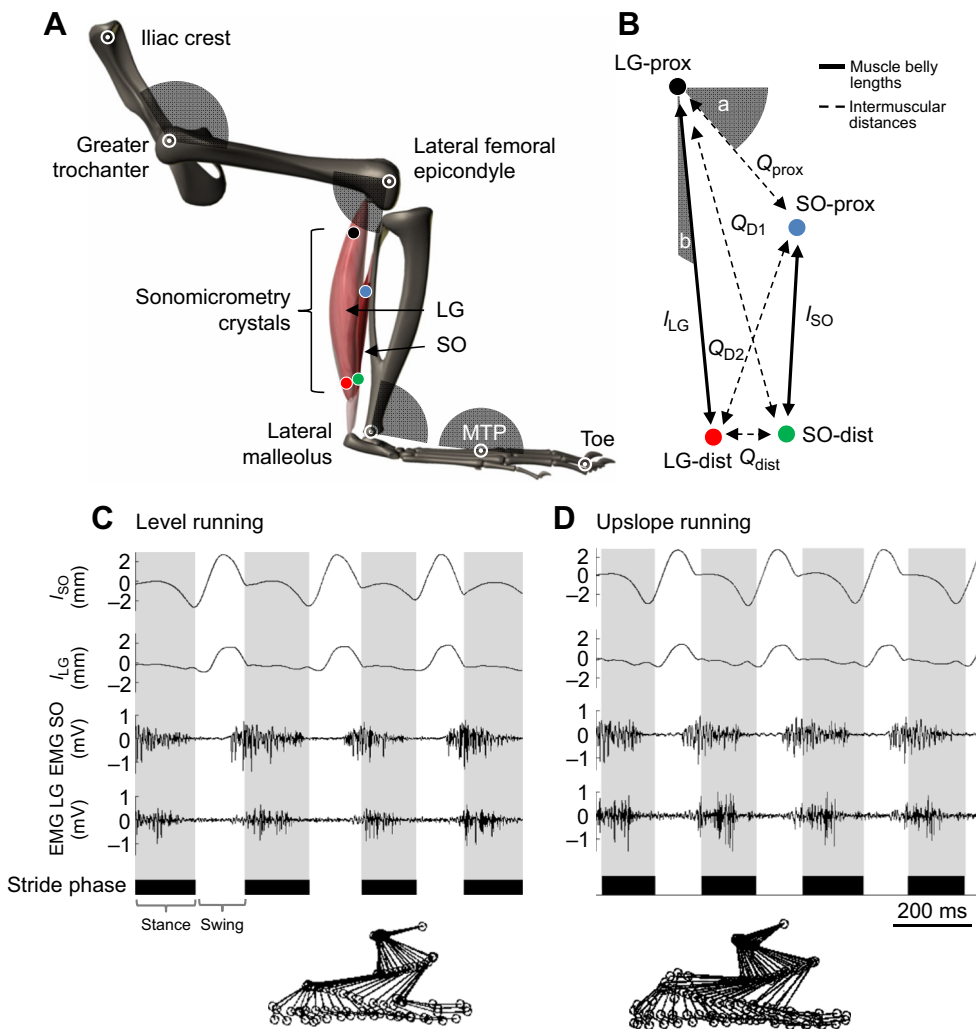 A
Iliac crest
Greater
trochanter
Lateral femoral
epicondyle
Sonomicrometry
crystals
LG
SO
Lateral
malleolus
MTP
Toe
B
LG-prox
Muscle belly
lengths
Intermuscular
distances
a
Qprox
SO-prox
QD1
b
lLG
QD2
lSO
LG-dist
Qdist
SO-dist
C Level running
lSO
(mm)
2
0
–2
lLG
(mm)
2
0
–2
EMG SO
(mV)
1
0
–1
EMG LG
(mV)
1
0
–1
Stride phase
Stance
Swing
D Upslope running
2
0
–2
2
0
–2
1
0
–1
1
0
–1
200 ms